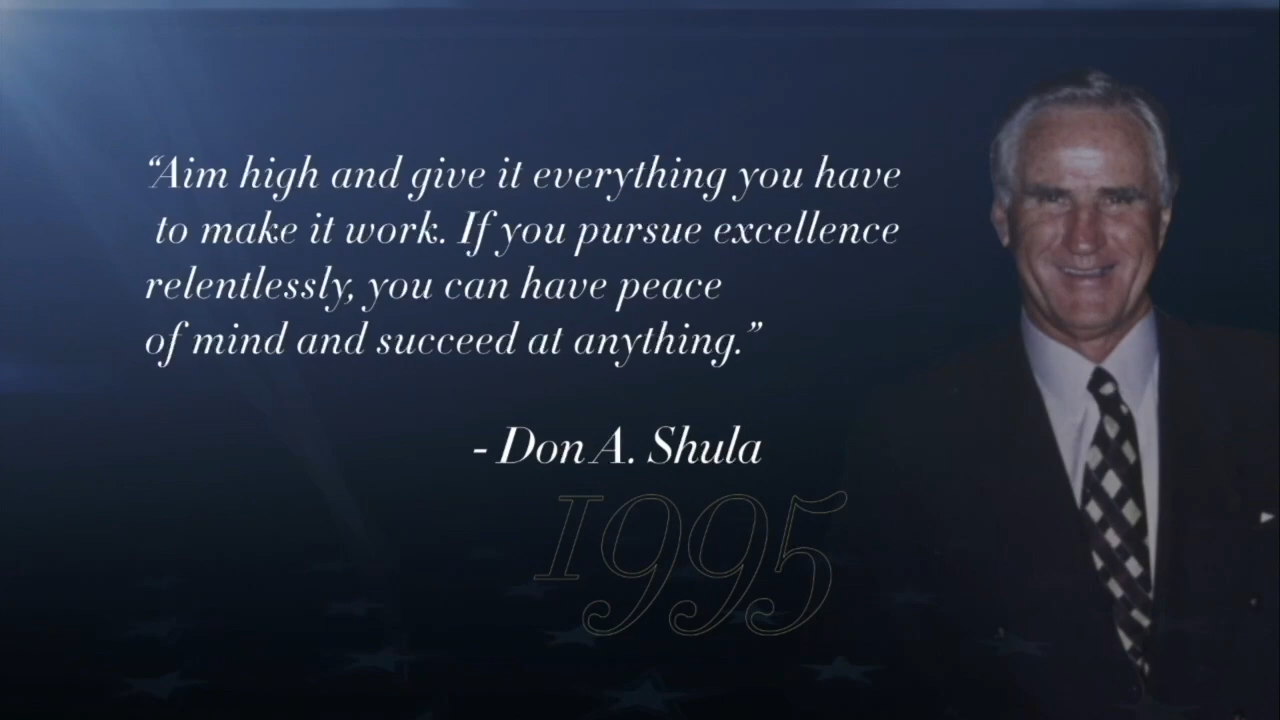 “Aim high and give it everything you have
to make it work. If you pursue excellence
relentlessly, you can have peace
of mind and succeed at anything.”
- Don A. Shula
1995